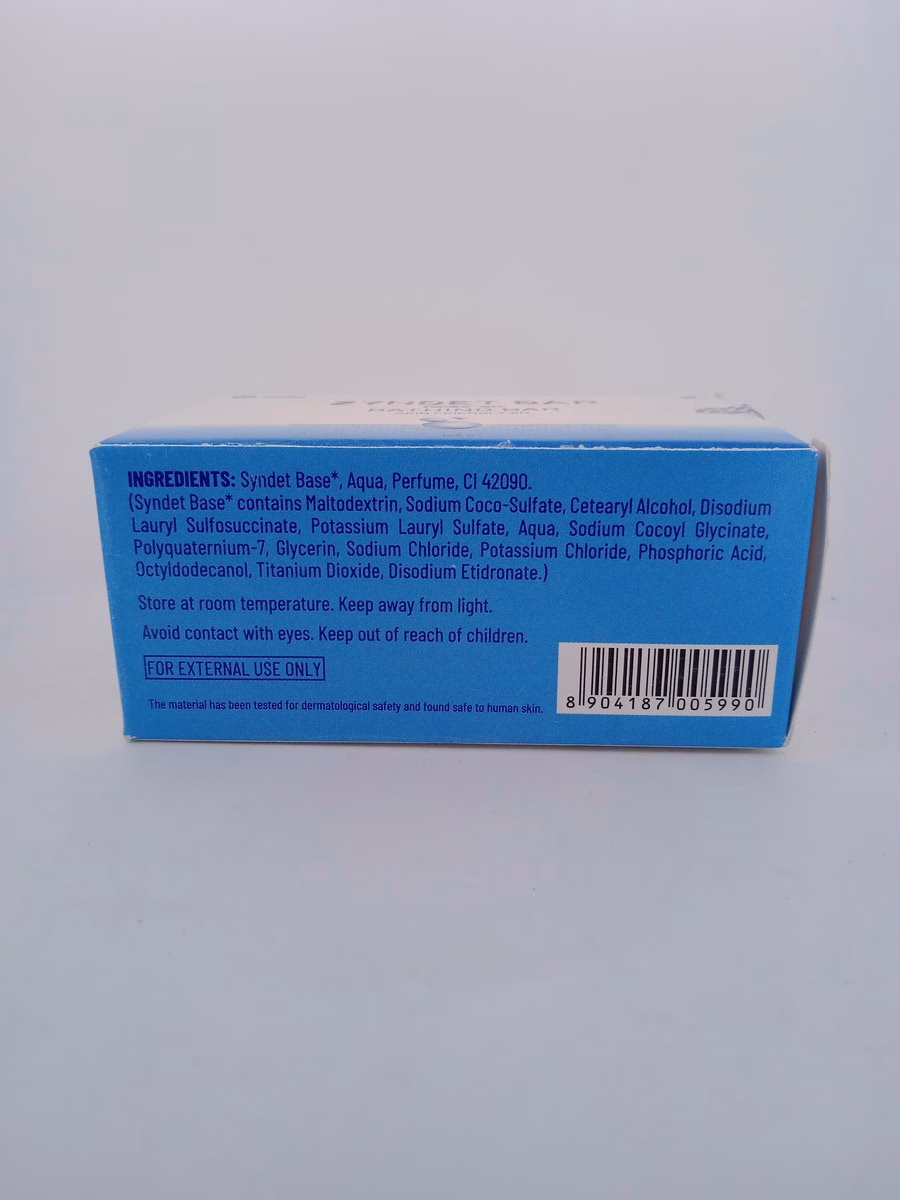 ZYNDET BAR
BATHING BAR
INGREDIENTS: Syndet Base*, Aqua, Perfume, CI 42090.
(Syndet Base* contains Maltodextrin, Sodium Coco-Sulfate, Cetearyl Alcohol, Disodium
Lauryl Sulfosuccinate, Potassium Lauryl Sulfate, Aqua, Sodium Cocoyl Glycinate,
Polyquaternium-7, Glycerin, Sodium Chloride, Potassium Chloride, Phosphoric Acid,
Octyldodecanol, Titanium Dioxide, Disodium Etidronate.)
Store at room temperature. Keep away from light.
Avoid contact with eyes. Keep out of reach of children.
FOR EXTERNAL USE ONLY
The material has been tested for dermatological safety and found safe to human skin.
8 904187 005990